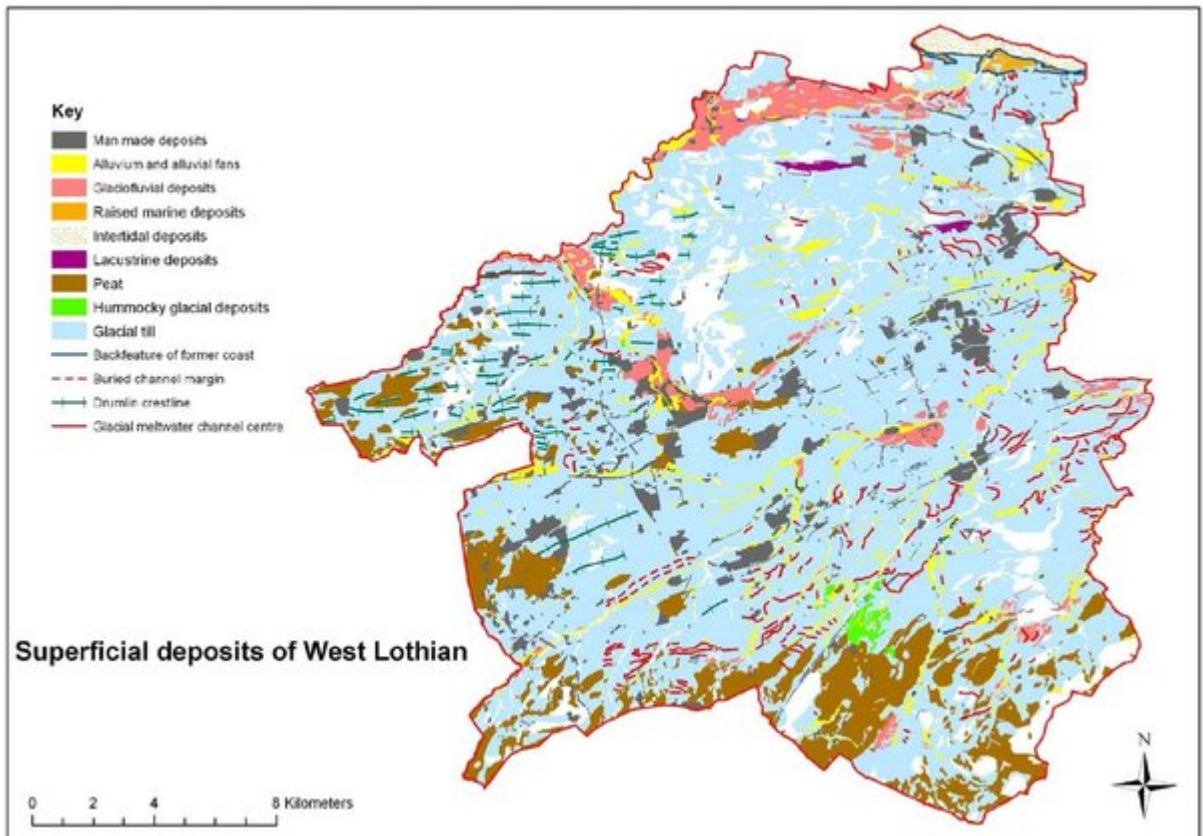 Key
Man made deposits
Alluvium and alluvial fans
Glaciofluvial deposits
Raised marine deposits
Intertidal deposits
Lacustrine deposits
Peat
Hummocky glacial deposits
Glacial till
Backfeature of former coast
Buried channel margin
Drumlin crestline
Glacial meltwater channel centre
Superficial deposits of West Lothian
N
0 2 4 8 Kilometers